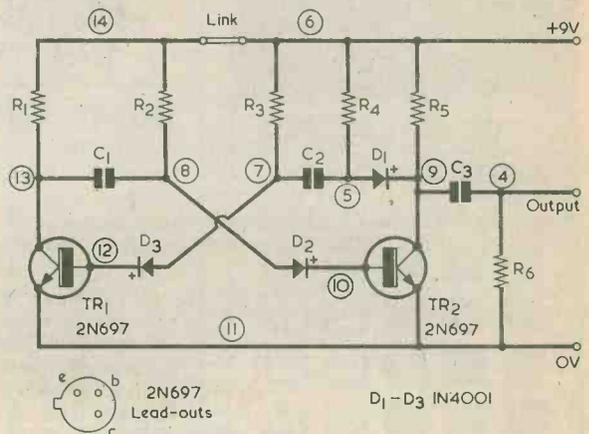 14 Link 6 +9V
R1 R2 R3 R4 R5
C1 C2 D1 + C3
13 8 7 5 9 4
Output
12 D3 D2 +
+ 10 R6
TR1 TR2
2N697 11 2N697
0V
e b 2N697
Lead-outs
c
D1–D3 IN4001